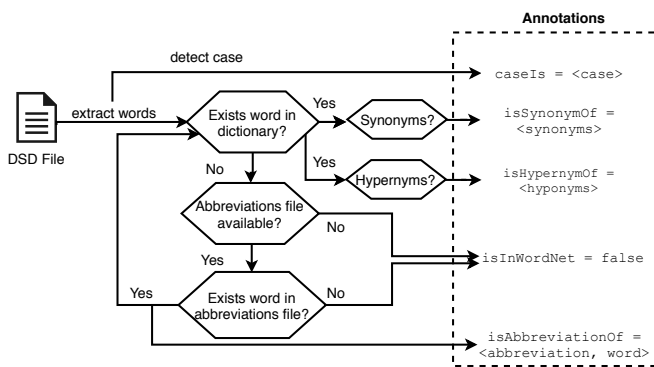 Annotations
detect case
caseIs = <case>
extract words
DSD File
Exists word in
dictionary?
Yes
Synonyms?
isSynonymOf =
<synonyms>
Yes
Hypernyms?
isHypernymOf =
<hyponyms>
No
Abbreviations file
available?
No
isInWordNet = false
Yes
Exists word in
abbreviations file?
No
Yes
isAbbreviationOf =
<abbreviation, word>